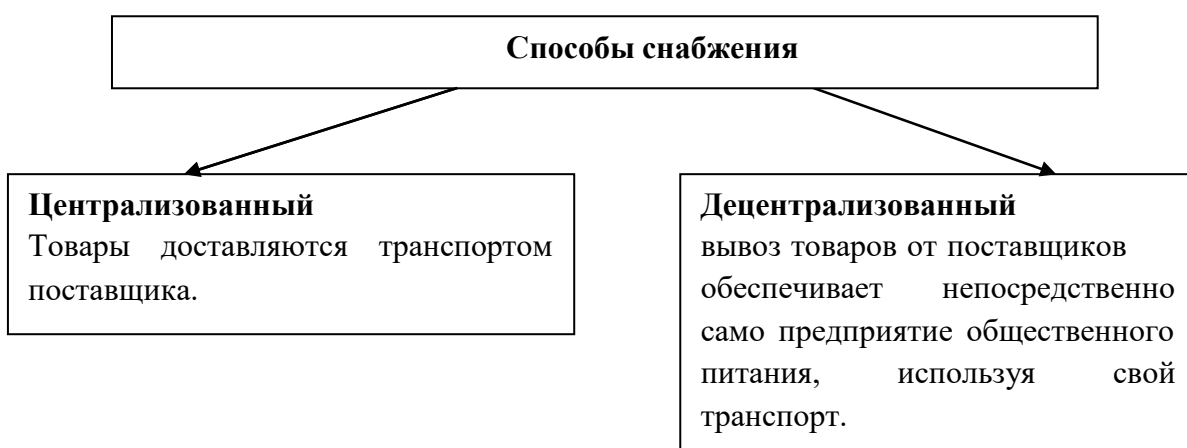 Способы снабжения
Централизованный
Товары доставляются транспортом
поставщика.
Децентрализованный
вывоз товаров от поставщиков
обеспечивает непосредственно
само предприятие общественного
питания, используя свой
транспорт.